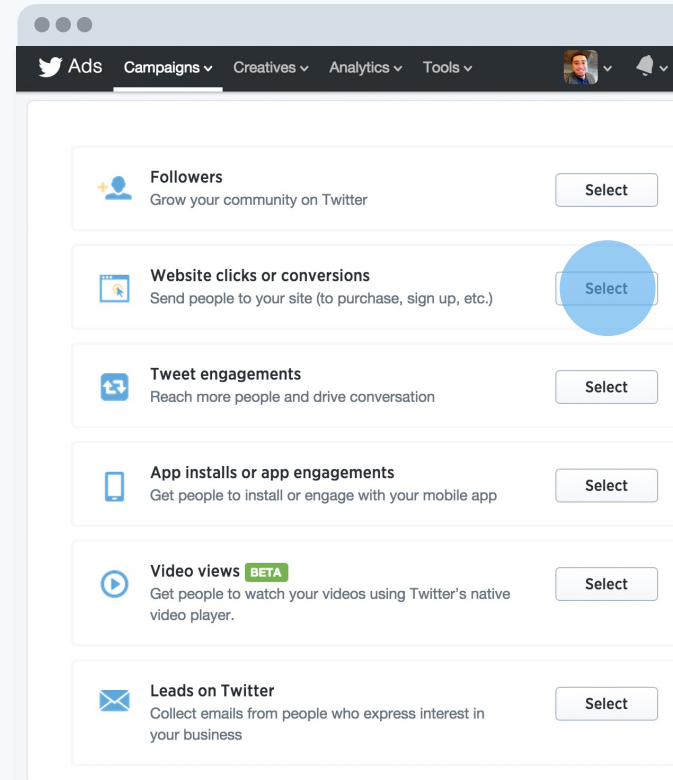 Ads Campaigns Creatives Analytics Tools
Followers
Grow your community on Twitter
Select
Website clicks or conversions
Send people to your site (to purchase, sign up, etc.)
Select
Tweet engagements
Reach more people and drive conversation
Select
App installs or app engagements
Get people to install or engage with your mobile app
Select
Video views BETA
Get people to watch your videos using Twitter's native
video player.
Select
Leads on Twitter
Collect emails from people who express interest in
your business
Select